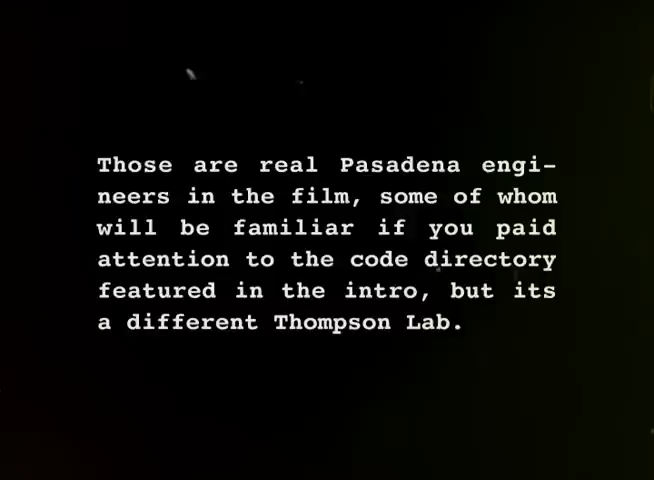 Those are real Pasadena engi-
neers in the film, some of whom
will be familiar if you paid
attention to the code directory
featured in the intro, but its
a different Thompson Lab.